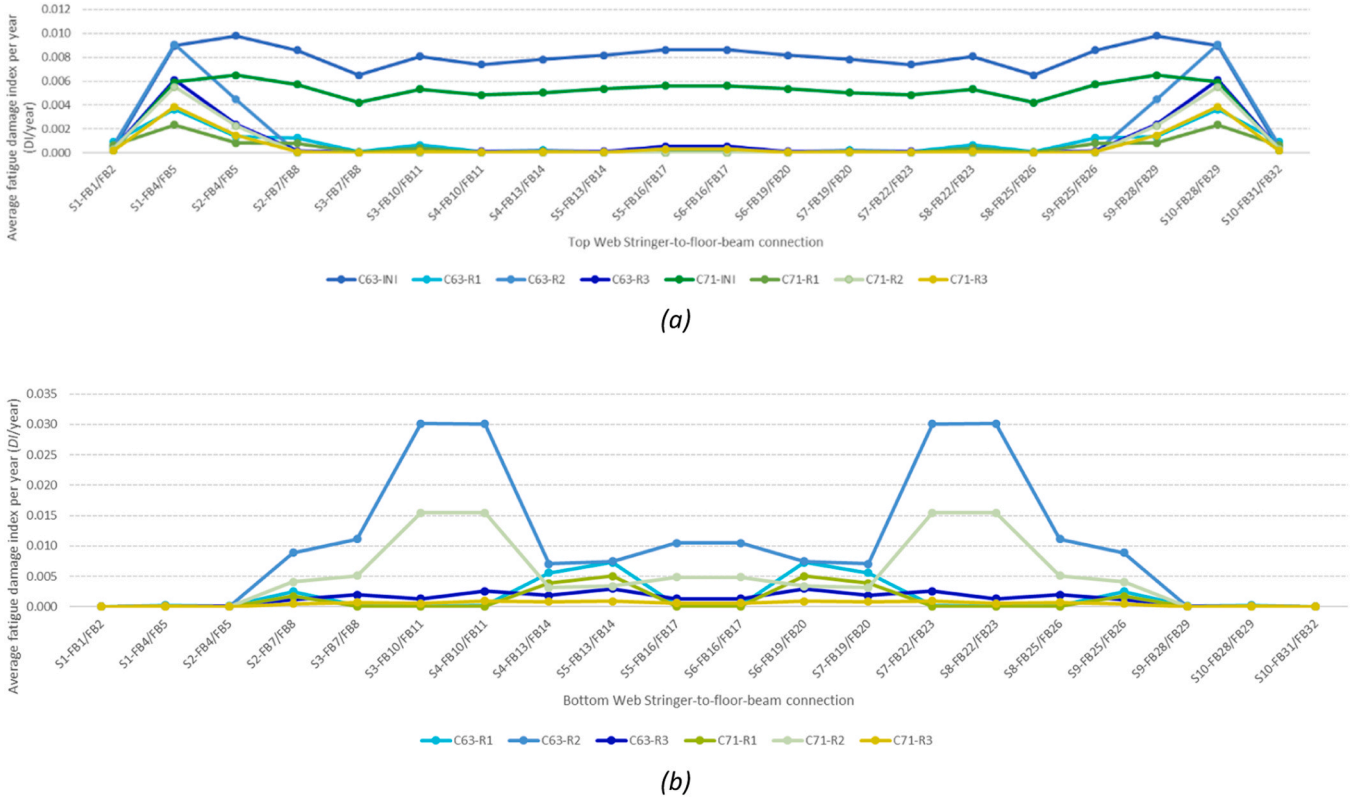 Average fatigue damage index per year
(DI/year)
0.012
0.010
0.008
0.006
0.004
0.002
0.000
S1-FB1/FB2
S1-FB4/FB5
S2-FB4/FB5
S2-FB7/FB8
S3-FB7/FB8
S3-FB10/FB11
S4-FB10/FB11
S4-FB13/FB14
S5-FB13/FB14
S5-FB16/FB17
S6-FB16/FB17
S6-FB19/FB20
S7-FB19/FB20
S7-FB22/FB23
S8-FB22/FB23
S8-FB25/FB26
S9-FB25/FB26
S9-FB28/FB29
S10-FB28/FB29
S10-FB31/FB32
Top Web Stringer-to-floor-beam connection
C63-INI C63-R1 C63-R2 C63-R3 C71-INI C71-R1 C71-R2 C71-R3
(a)
Average fatigue damage index per year (DI/year)
0.035
0.030
0.025
0.020
0.015
0.010
0.005
0.000
S1-FB1/FB2
S1-FB4/FB5
S2-FB4/FB5
S2-FB7/FB8
S3-FB7/FB8
S3-FB10/FB11
S4-FB10/FB11
S4-FB13/FB14
S5-FB13/FB14
S5-FB16/FB17
S6-FB16/FB17
S6-FB19/FB20
S7-FB19/FB20
S7-FB22/FB23
S8-FB22/FB23
S8-FB25/FB26
S9-FB25/FB26
S9-FB28/FB29
S10-FB28/FB29
S10-FB31/FB32
Bottom Web Stringer-to-floor-beam connection
C63-R1 C63-R2 C63-R3 C71-R1 C71-R2 C71-R3
(b)